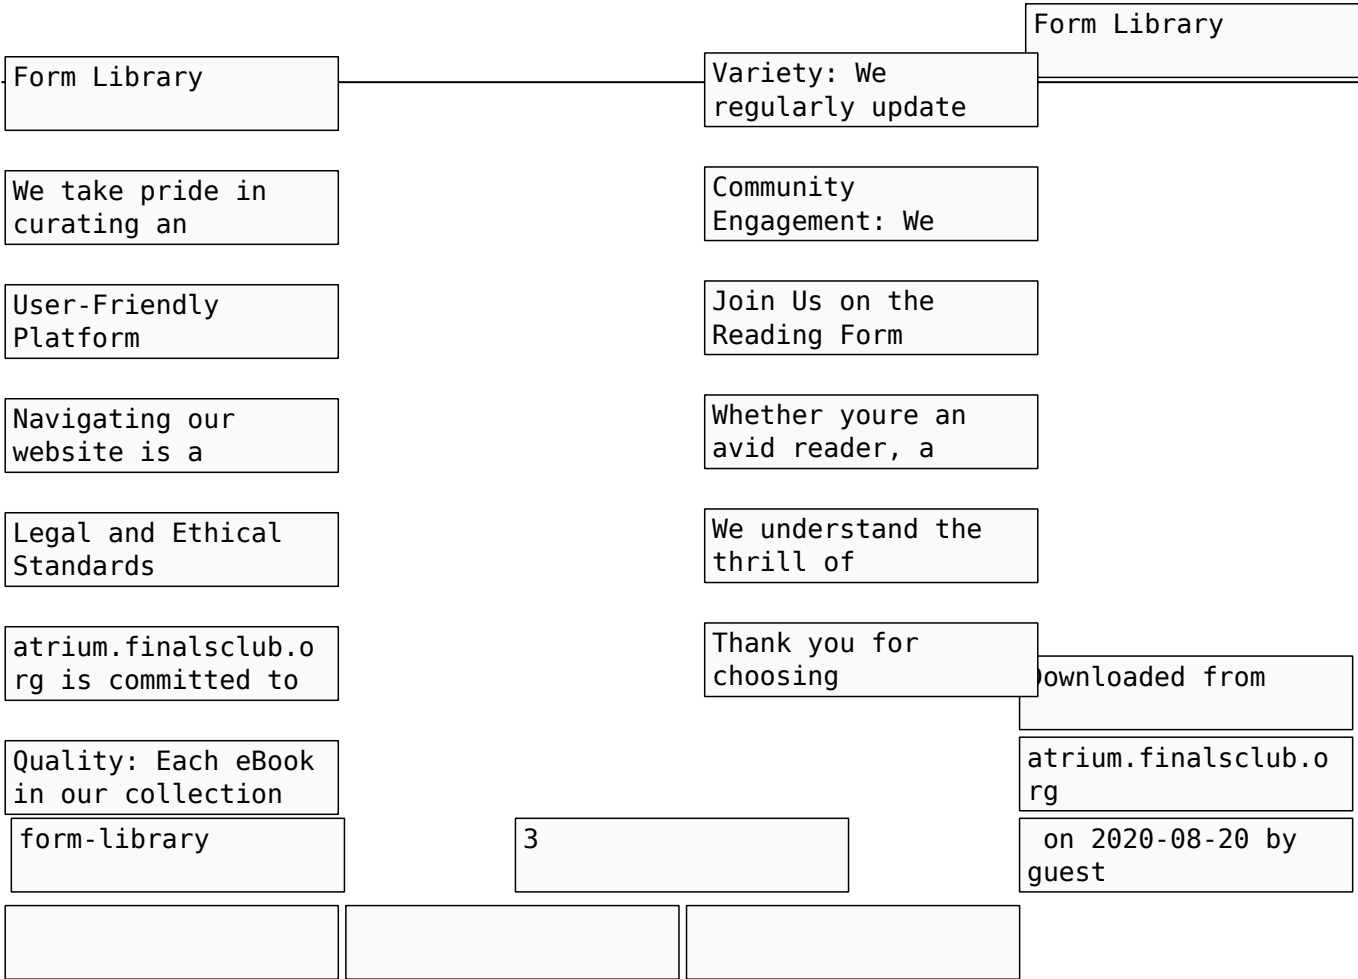 Form Library
Form Library
We take pride in
curating an
User-Friendly
Platform
Navigating our
website is a
Legal and Ethical
Standards
atrium.finalsclub.o
rg is committed to
Quality: Each eBook
in our collection
Variety: We
regularly update
Community
Engagement: We
Join Us on the
Reading Form
Whether youre an
avid reader, a
We understand the
thrill of
Thank you for
choosing
Downloaded from
atrium.finalsclub.o
rg
on 2020-08-20 by
guest
form-library
3